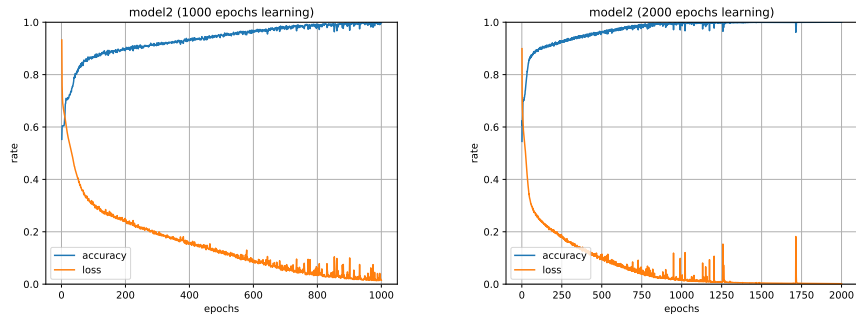 model2 (1000 epochs learning)
1.0
0.8
0.6
0.4
0.2
0.0
rate
accuracy
loss
0 200 400 600 800 1000
epochs
model2 (2000 epochs learning)
1.0
0.8
0.6
0.4
0.2
0.0
rate
accuracy
loss
0 250 500 750 1000 1250 1500 1750 2000
epochs